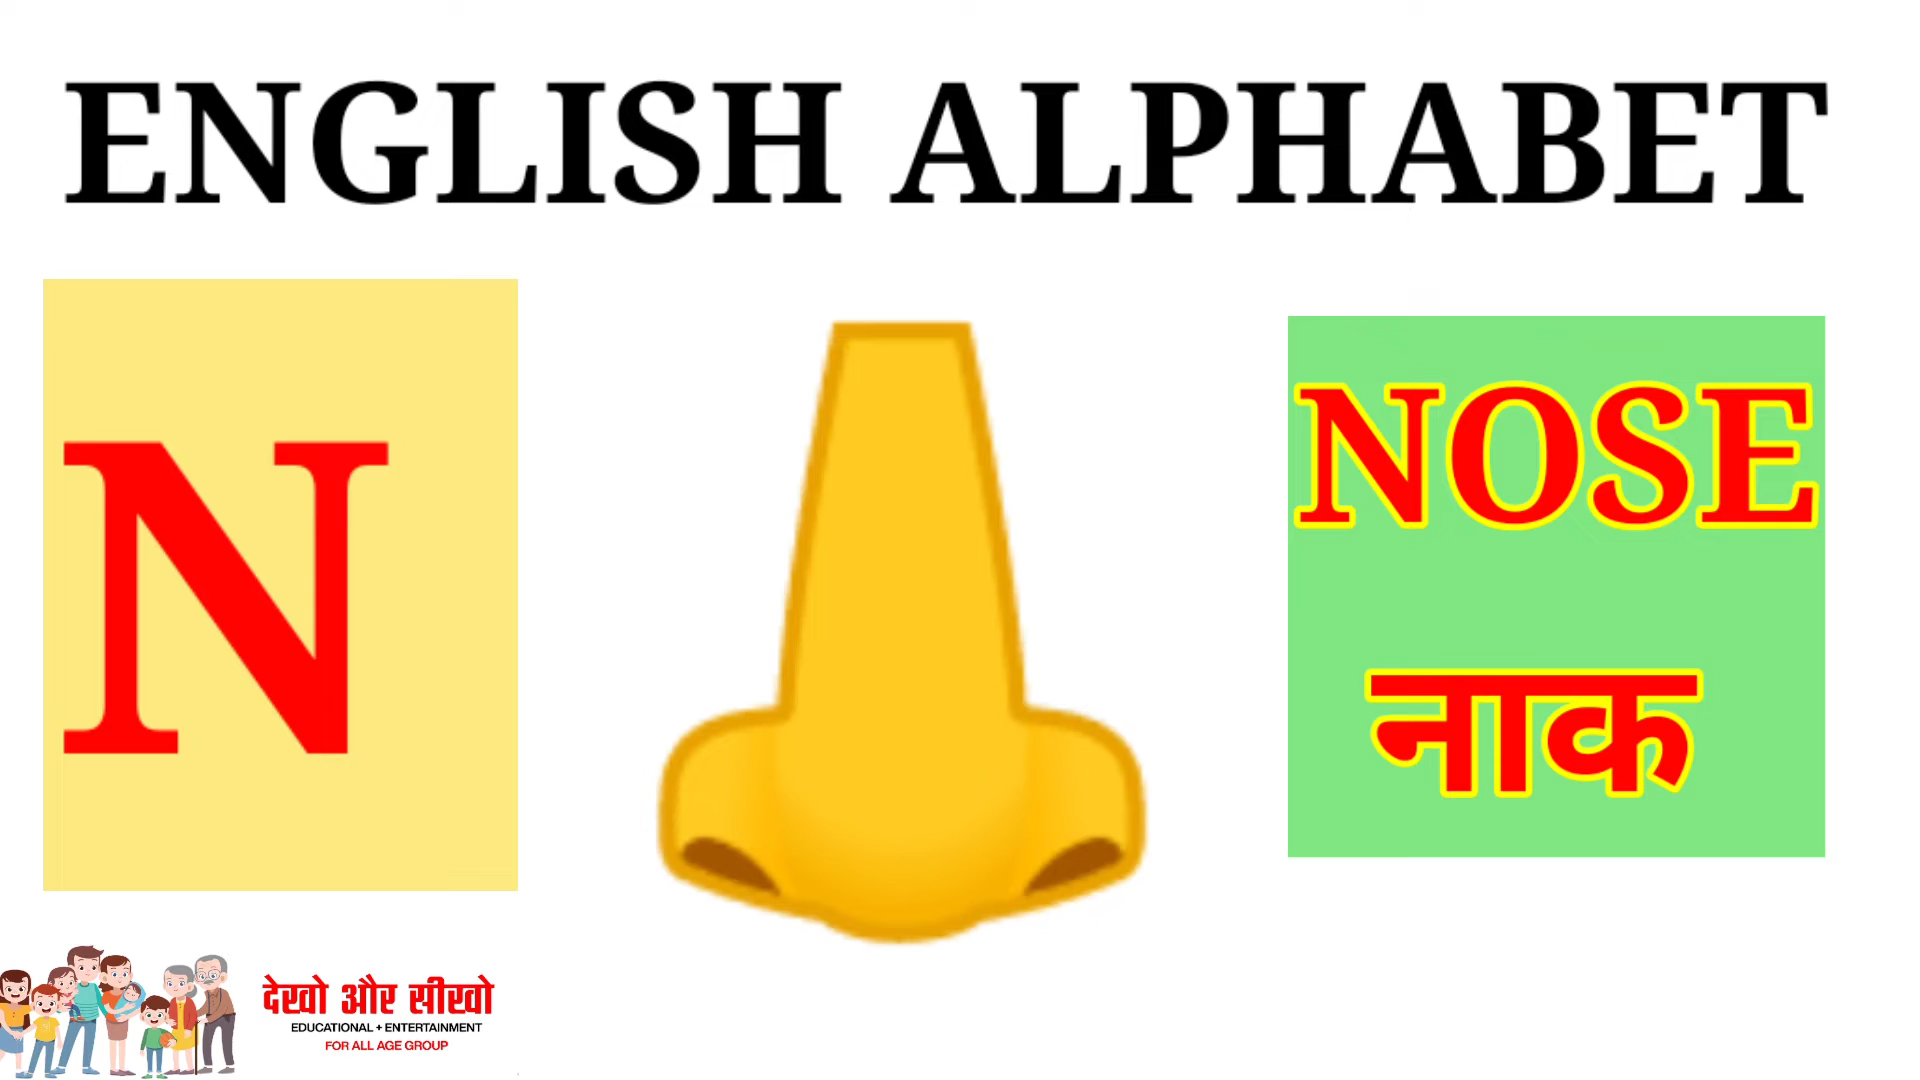 ENGLISH ALPHABET
N
NOSE
नाक
देखो और सीखो
EDUCATIONAL + ENTERTAINMENT
FOR ALL AGE GROUP